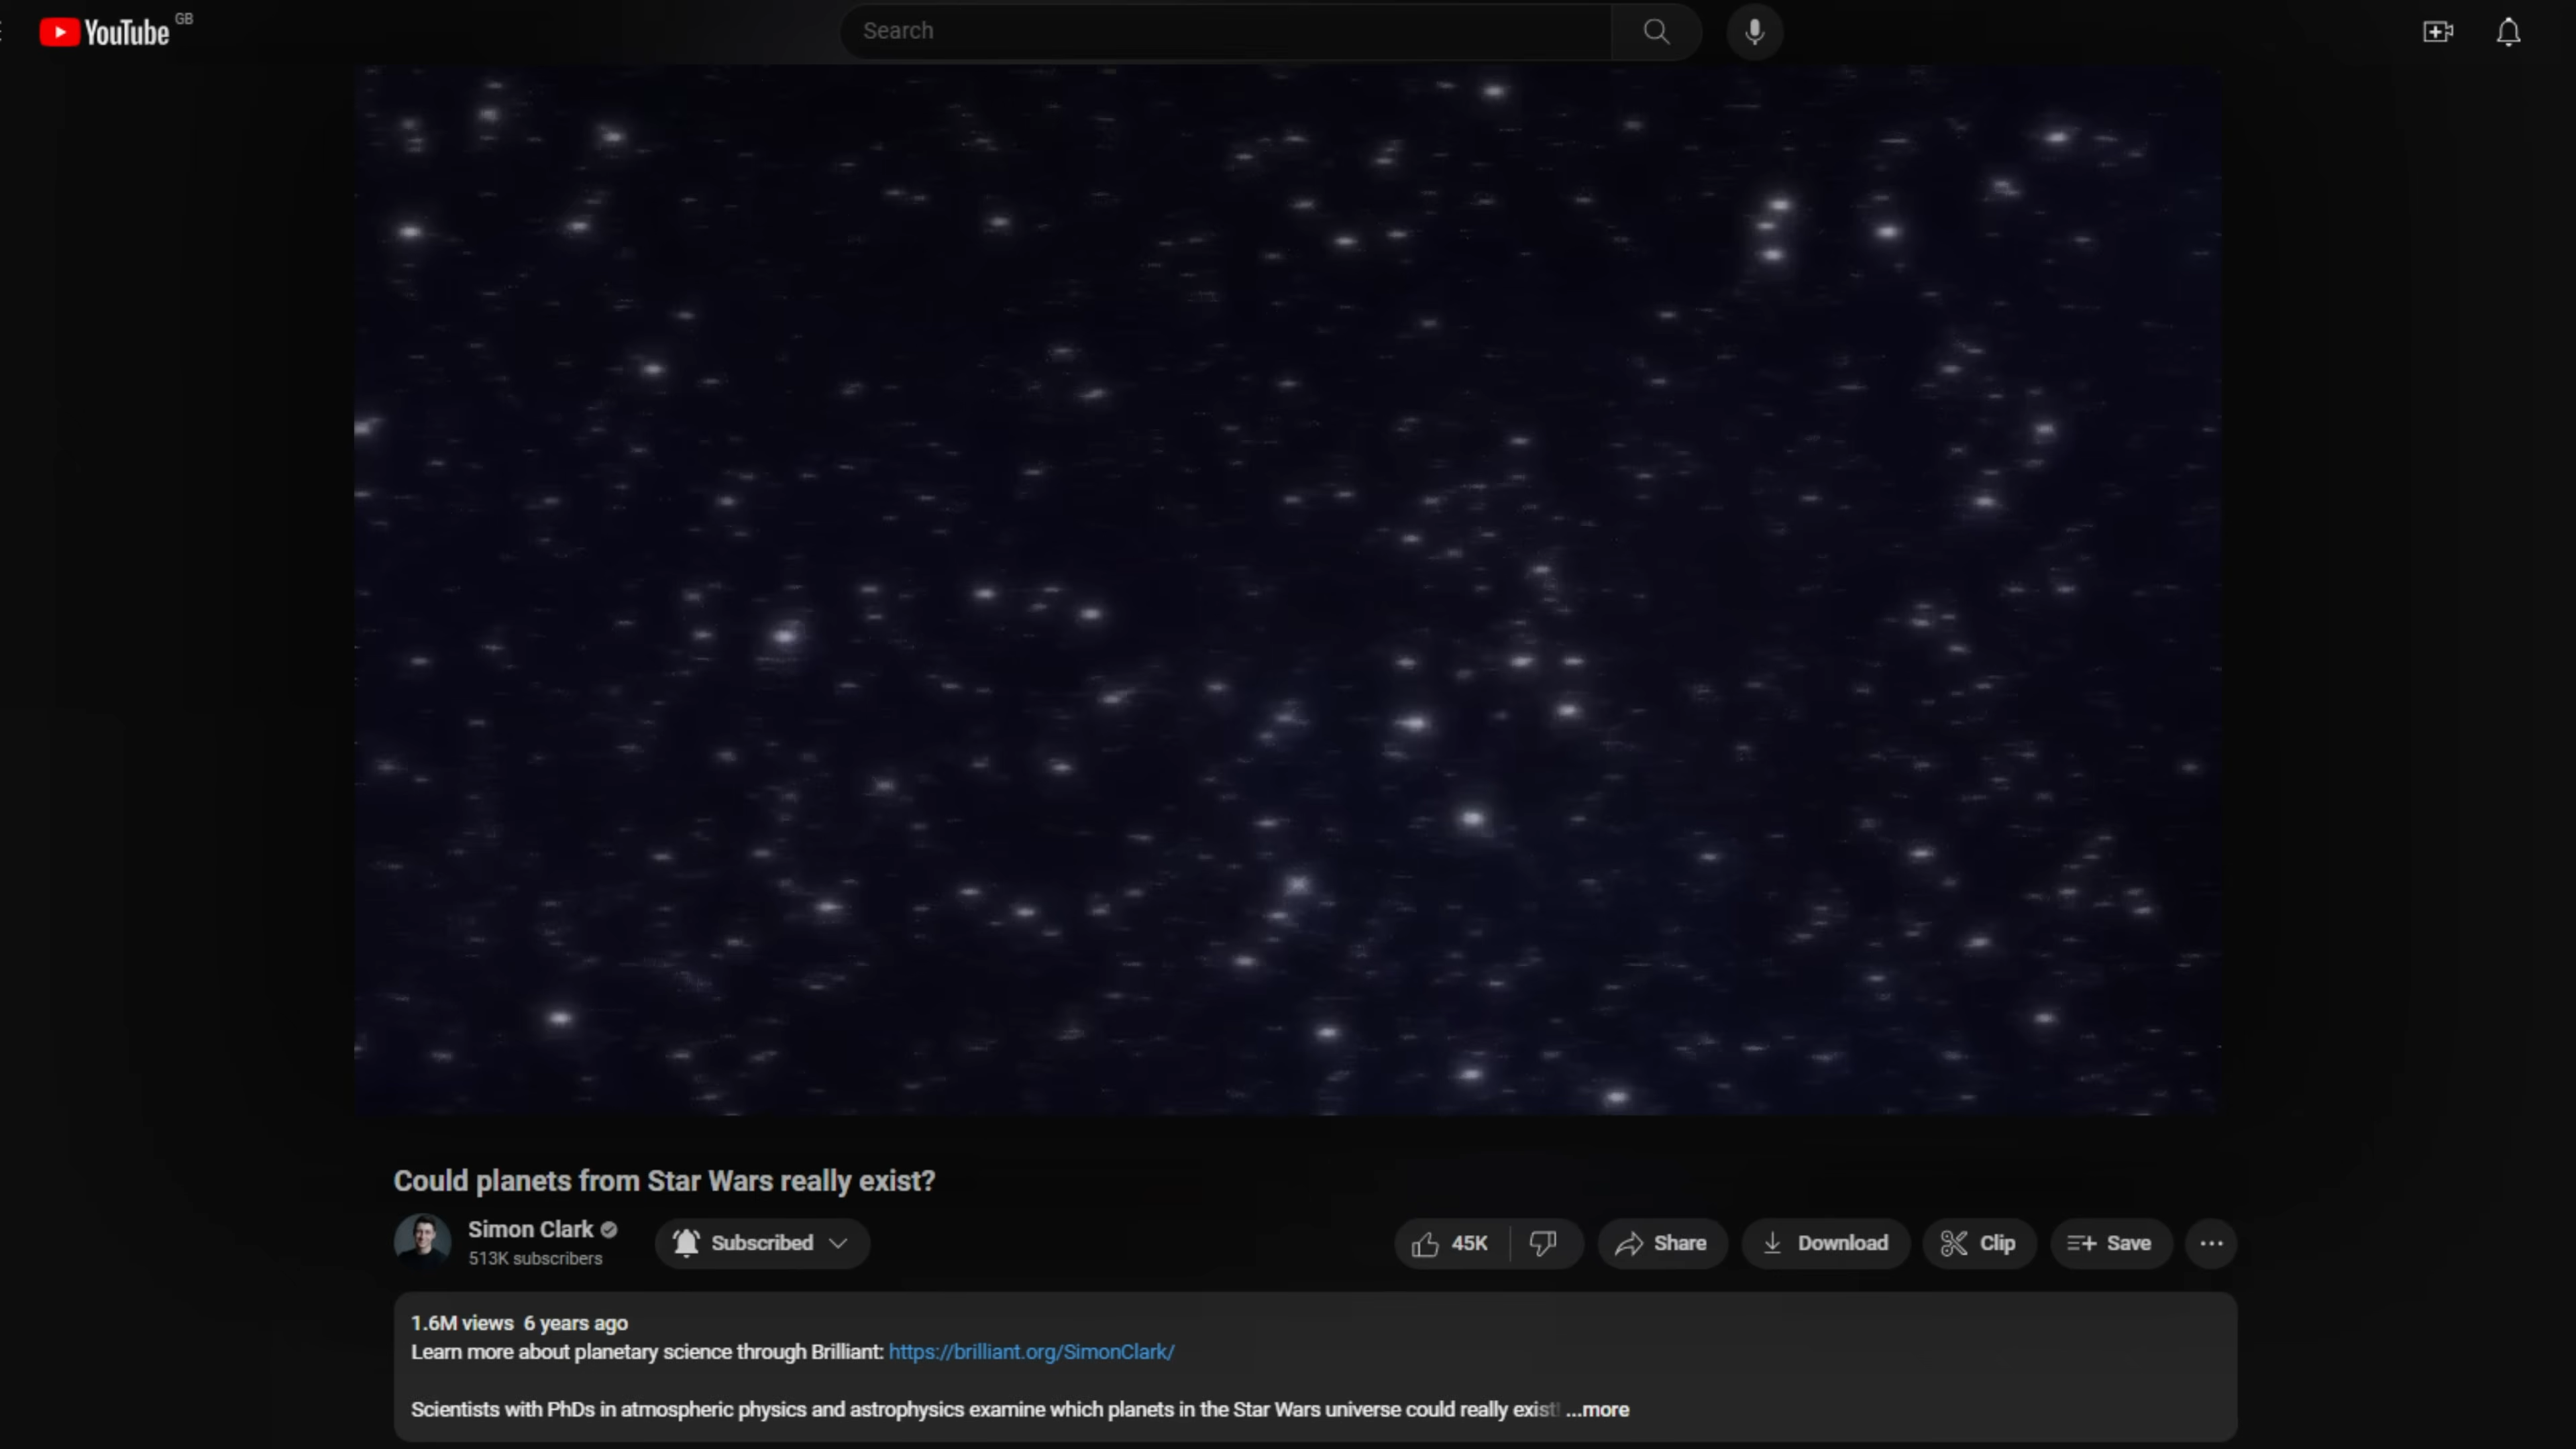 YouTube GB
Search
Could planets from Star Wars really exist?
Simon Clark
513K subscribers
Subscribed
45K
Share
Download
Clip
Save
1.6M views 6 years ago
Learn more about planetary science through Brilliant: https://brilliant.org/SimonClark/
Scientists with PhDs in atmospheric physics and astrophysics examine which planets in the Star Wars universe could really exist! ...more